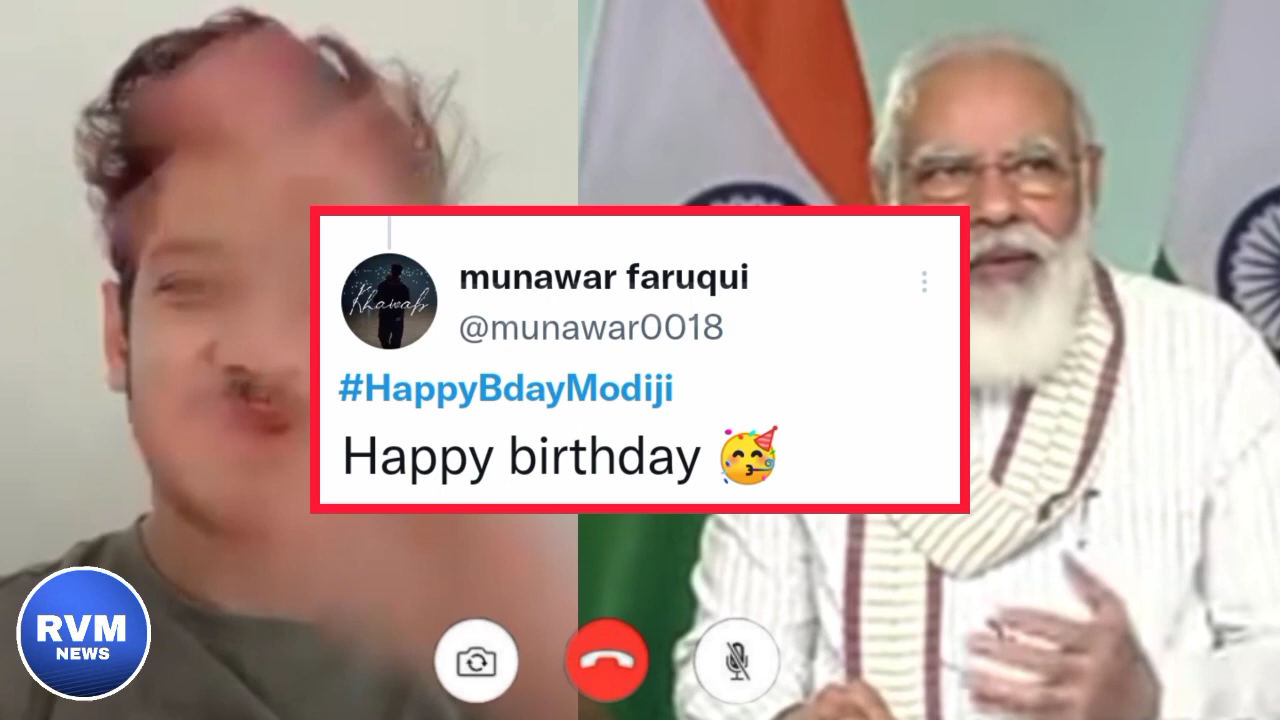 munawar faruqui
Khawab
@munawar0018
#HappyBdayModiji
Happy birthday 🥳
RVM
NEWS